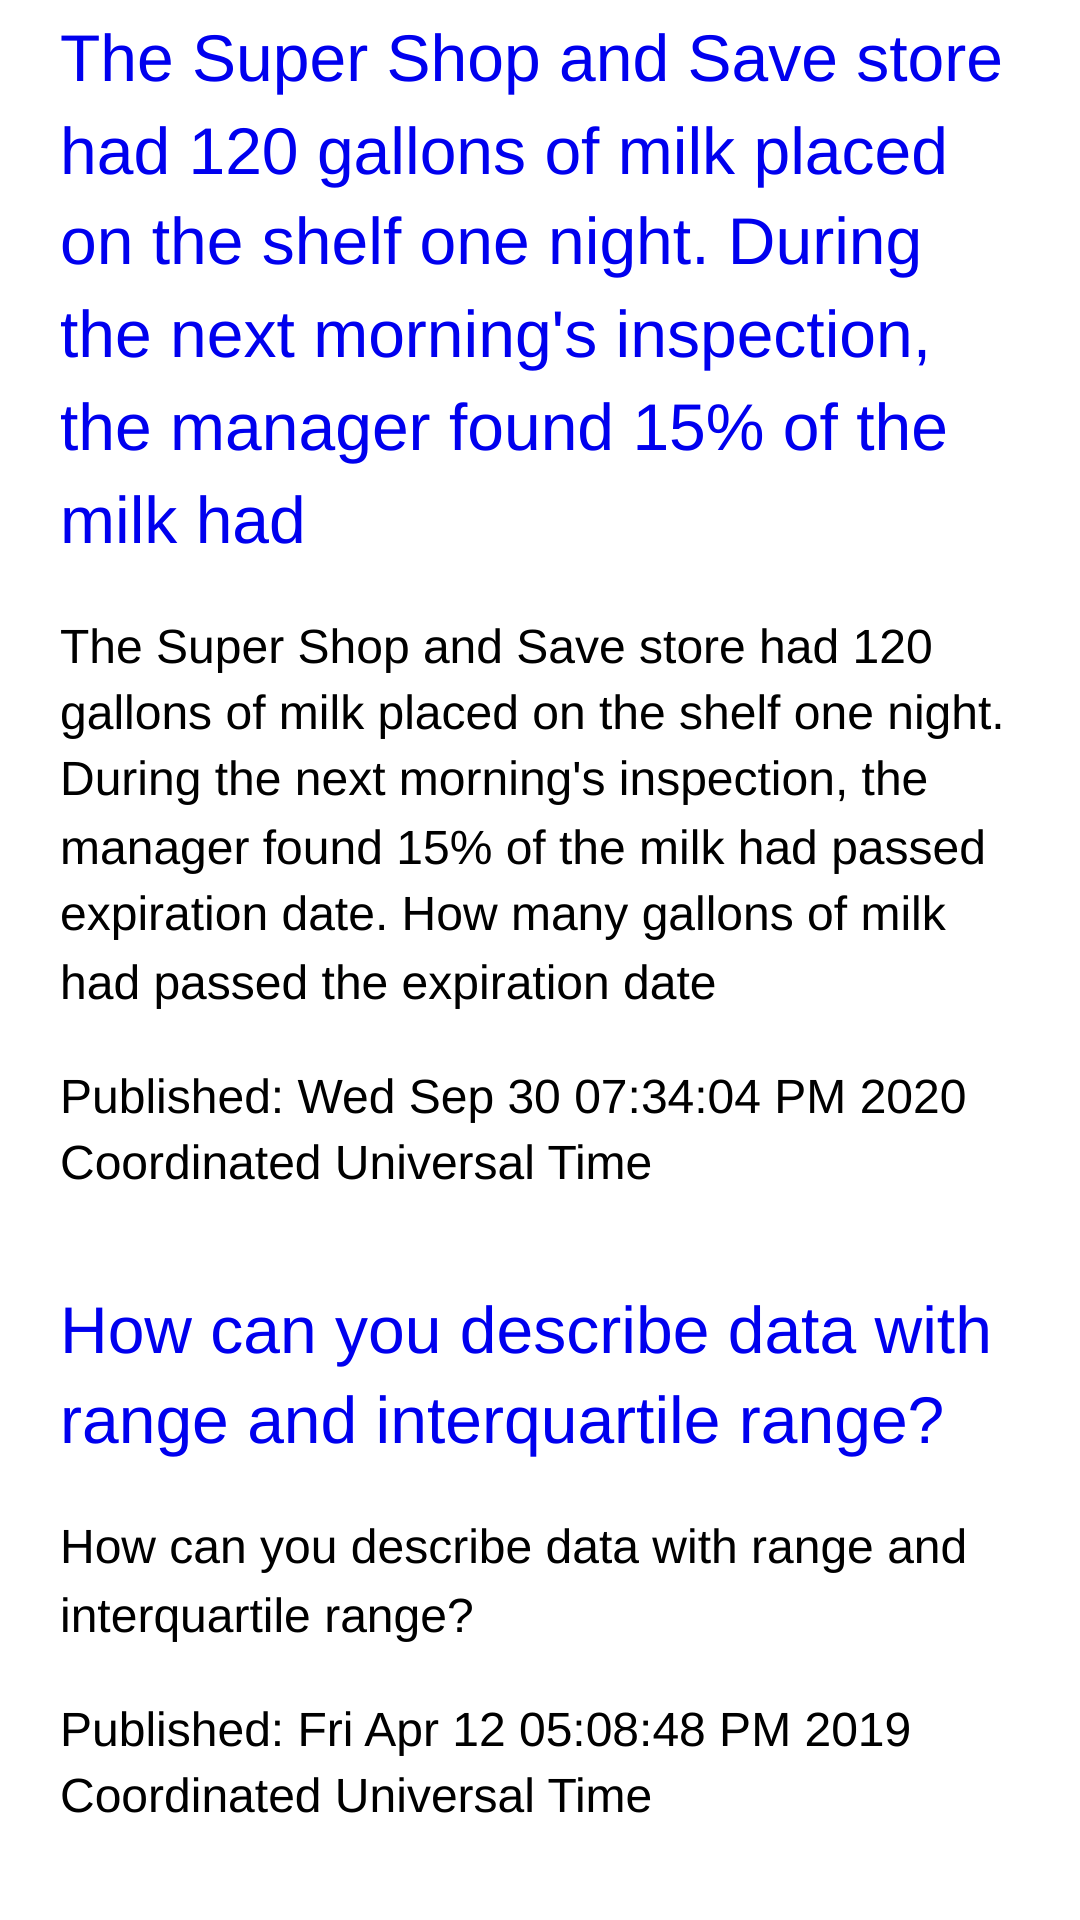 The Super Shop and Save store
had 120 gallons of milk placed
on the shelf one night. During
the next morning's inspection,
the manager found 15% of the
milk had
The Super Shop and Save store had 120
gallons of milk placed on the shelf one night.
During the next morning's inspection, the
manager found 15% of the milk had passed
expiration date. How many gallons of milk
had passed the expiration date
Published: Wed Sep 30 07:34:04 PM 2020
Coordinated Universal Time
How can you describe data with
range and interquartile range?
How can you describe data with range and
interquartile range?
Published: Fri Apr 12 05:08:48 PM 2019
Coordinated Universal Time